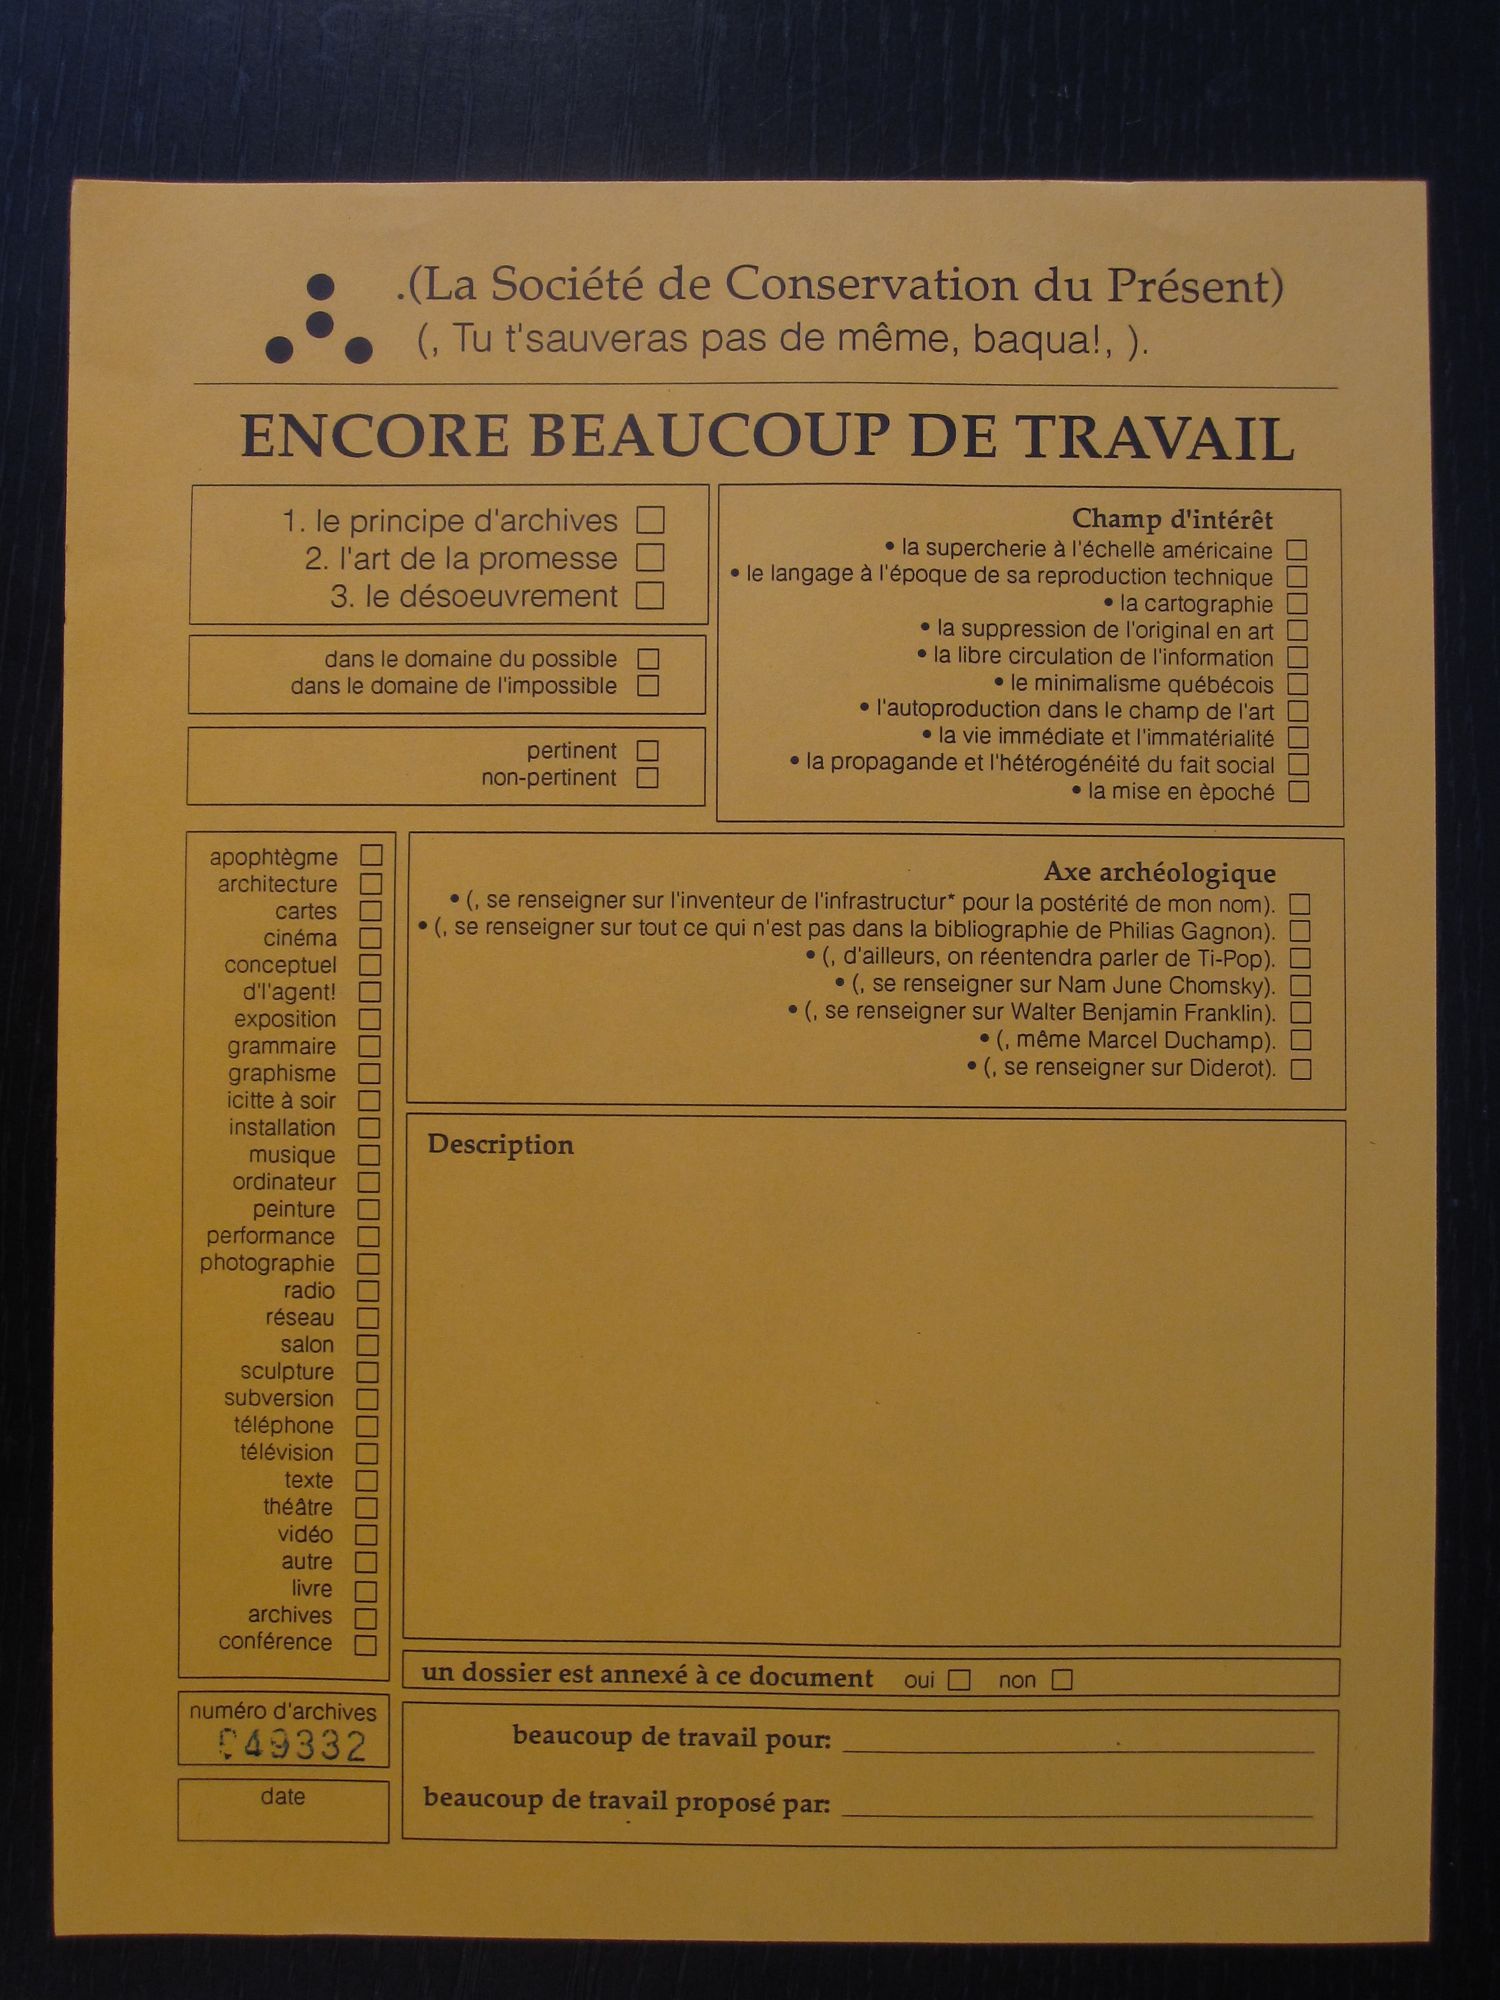 .(La Société de Conservation du Présent)
(, Tu t'sauveras pas de même, baqua!, ).
ENCORE BEAUCOUP DE TRAVAIL
1. le principe d'archives
2. l'art de la promesse
3. le désoeuvrement
dans le domaine du possible
dans le domaine de l'impossible
pertinent
non-pertinent
Champ d'intérêt
• la supercherie à l'échelle américaine
• le langage à l'époque de sa reproduction technique
• la cartographie
• la suppression de l'original en art
• la libre circulation de l'information
• le minimalisme québécois
• l'autoproduction dans le champ de l'art
• la vie immédiate et l'immatérialité
• la propagande et l'hétérogénéité du fait social
• la mise en èpoché
apophtègme
architecture
cartes
cinéma
conceptuel
d'l'agent!
exposition
grammaire
graphisme
icitte à soir
installation
musique
ordinateur
peinture
performance
photographie
radio
réseau
salon
sculpture
subversion
téléphone
télévision
texte
théâtre
vidéo
autre
livre
archives
conférence
Axe archéologique
• (, se renseigner sur l'inventeur de l'infrastructur* pour la postérité de mon nom).
• (, se renseigner sur tout ce qui n'est pas dans la bibliographie de Philias Gagnon).
• (, d'ailleurs, on réentendra parler de Ti-Pop).
• (, se renseigner sur Nam June Chomsky).
• (, se renseigner sur Walter Benjamin Franklin).
• (, même Marcel Duchamp).
• (, se renseigner sur Diderot).
Description
un dossier est annexé à ce document oui non
numéro d'archives
049332
date
beaucoup de travail pour:
beaucoup de travail proposé par: